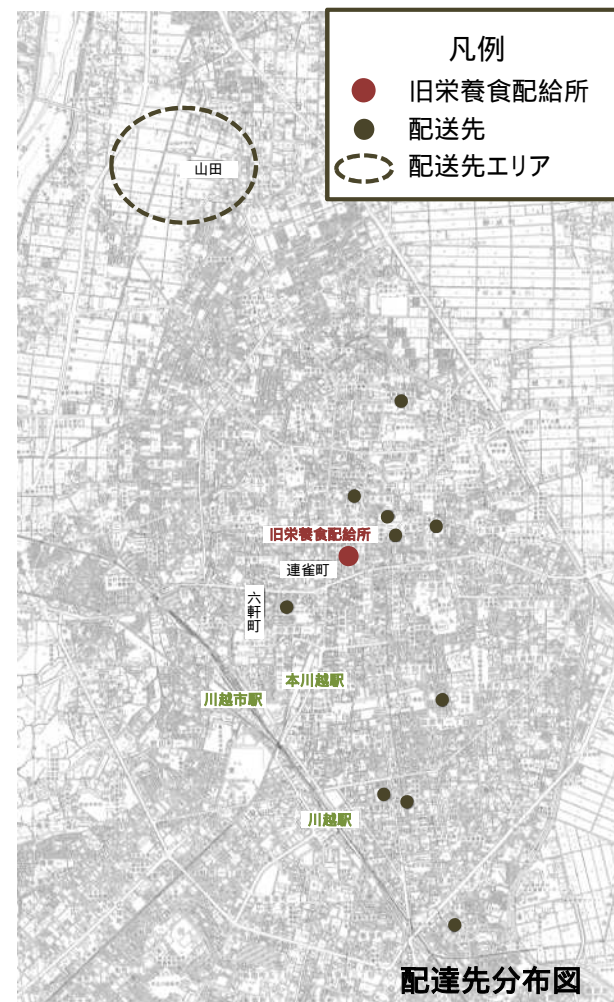 凡例
旧栄養食配給所
配送先
配送先エリア
山田
旧栄養食配給所
連雀町
六軒町
本川越駅
川越市駅
川越駅
配達先分布図